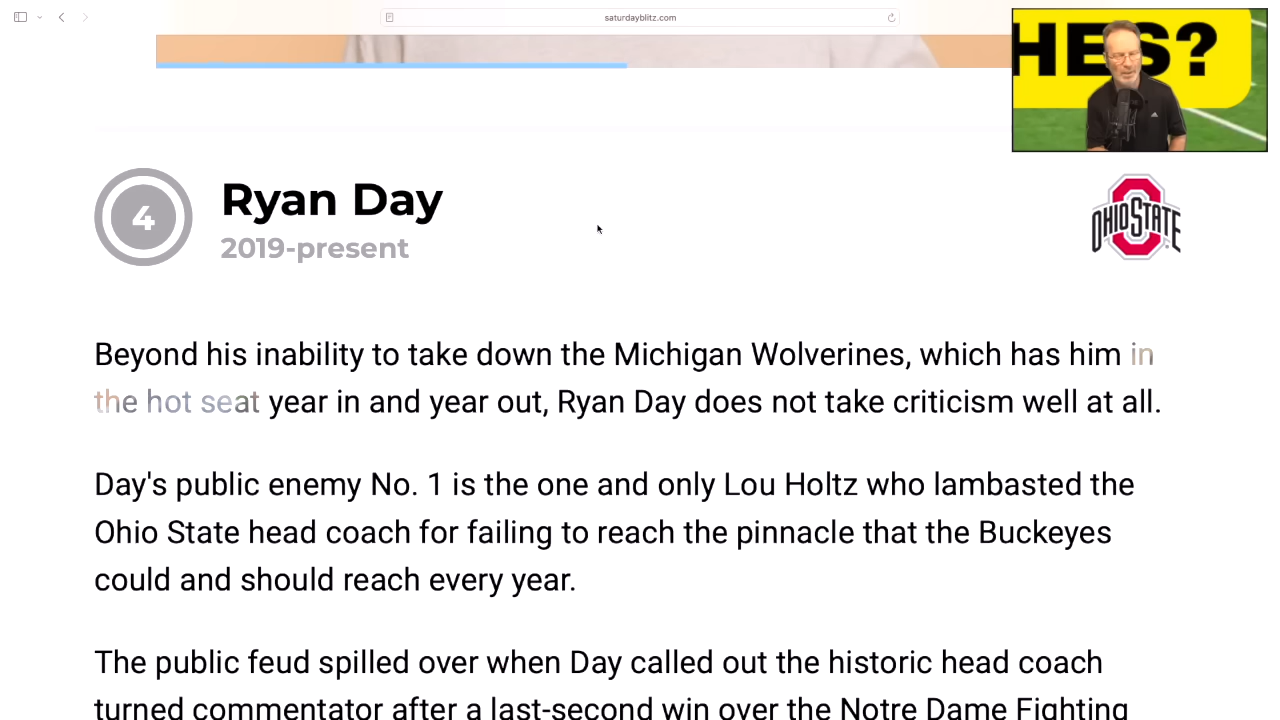 saturdayblitz.com
HES?
4
Ryan Day
2019-present
OHIO STATE
Beyond his inability to take down the Michigan Wolverines, which has him in
the hot seat year in and year out, Ryan Day does not take criticism well at all.
Day's public enemy No. 1 is the one and only Lou Holtz who lambasted the
Ohio State head coach for failing to reach the pinnacle that the Buckeyes
could and should reach every year.
The public feud spilled over when Day called out the historic head coach
turned commentator after a last-second win over the Notre Dame Fighting